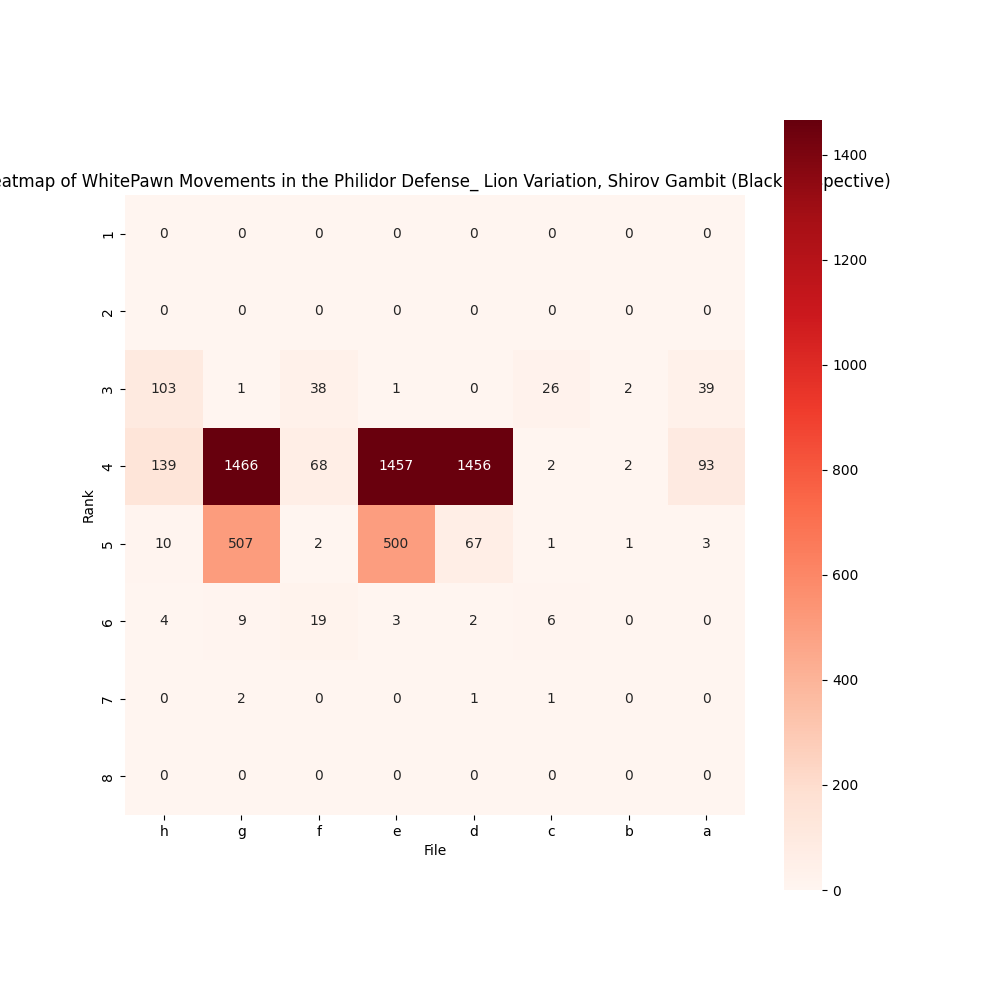 eatmap of WhitePawn Movements in the Philidor Defense_ Lion Variation, Shirov Gambit (Black pective)
1400
1 0 0 0 0 0 0 0 0
1200
2 0 0 0 0 0 0 0 0
3 103 1 38 1 0 26 2 39
1000
4 139 1466 68 1457 1456 2 2 93
800
Rank
5 10 507 2 500 67 1 1 3
600
6 4 9 19 3 2 6 0 0
400
7 0 2 0 0 1 1 0 0
200
8 0 0 0 0 0 0 0 0
h g f e d c b a
File
0